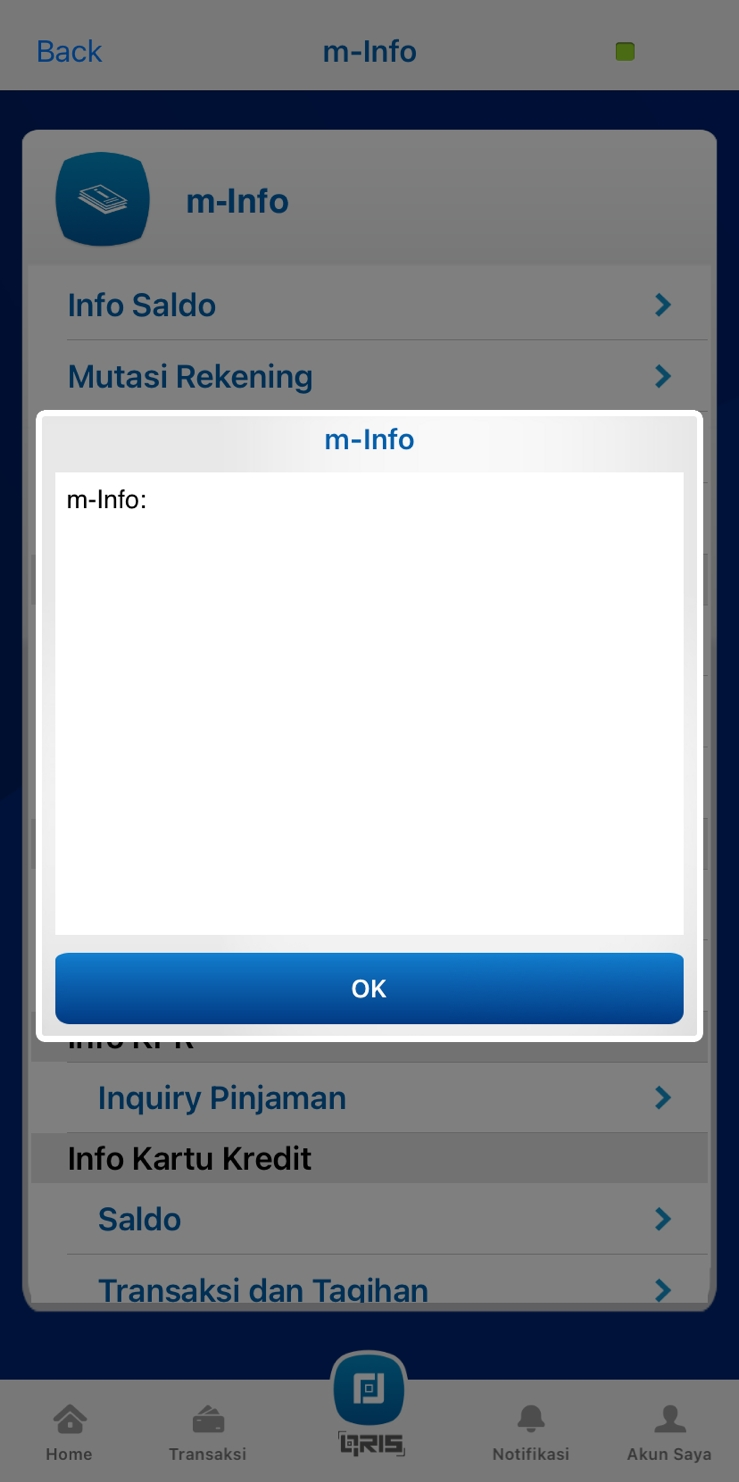 Back
m-Info
m-Info
Info Saldo
Mutasi Rekening
m-Info
m-Info:
OK
Info KPR
Inquiry Pinjaman
Info Kartu Kredit
Saldo
Transaksi dan Tagihan
QRIS
Home
Transaksi
Notifikasi
Akun Saya